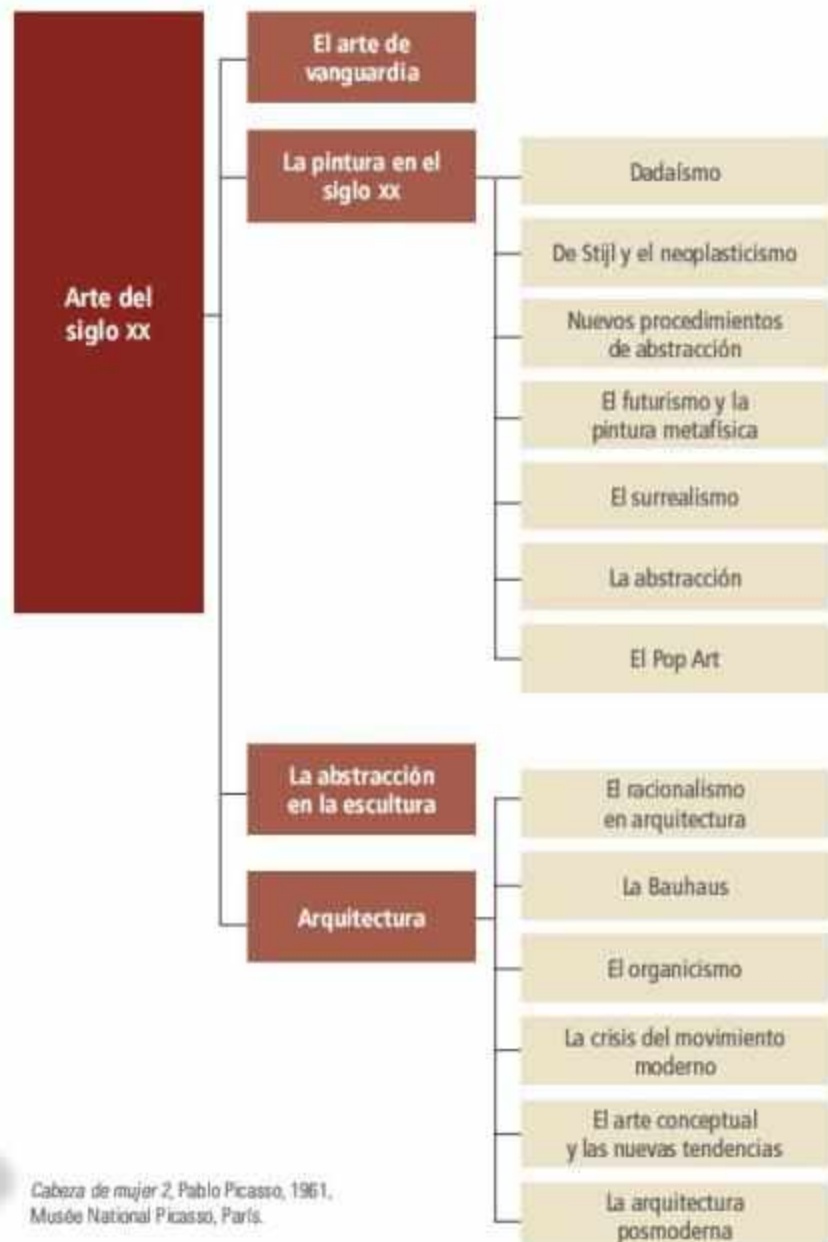 Arte del
siglo XX
El arte de
vanguardia
La pintura en el
siglo XX
Dadaísmo
De Stijl y el neoplasticismo
Nuevos procedimientos
de abstracción
El futurismo y la
pintura metafísica
El surrealismo
La abstracción
El Pop Art
La abstracción
en la escultura
Arquitectura
El racionalismo
en arquitectura
La Bauhaus
El organicismo
La crisis del movimiento
moderno
El arte conceptual
y las nuevas tendencias
La arquitectura
posmoderna
Cabeza de mujer 2, Pablo Picasso, 1961.
Musée National Picasso, París.